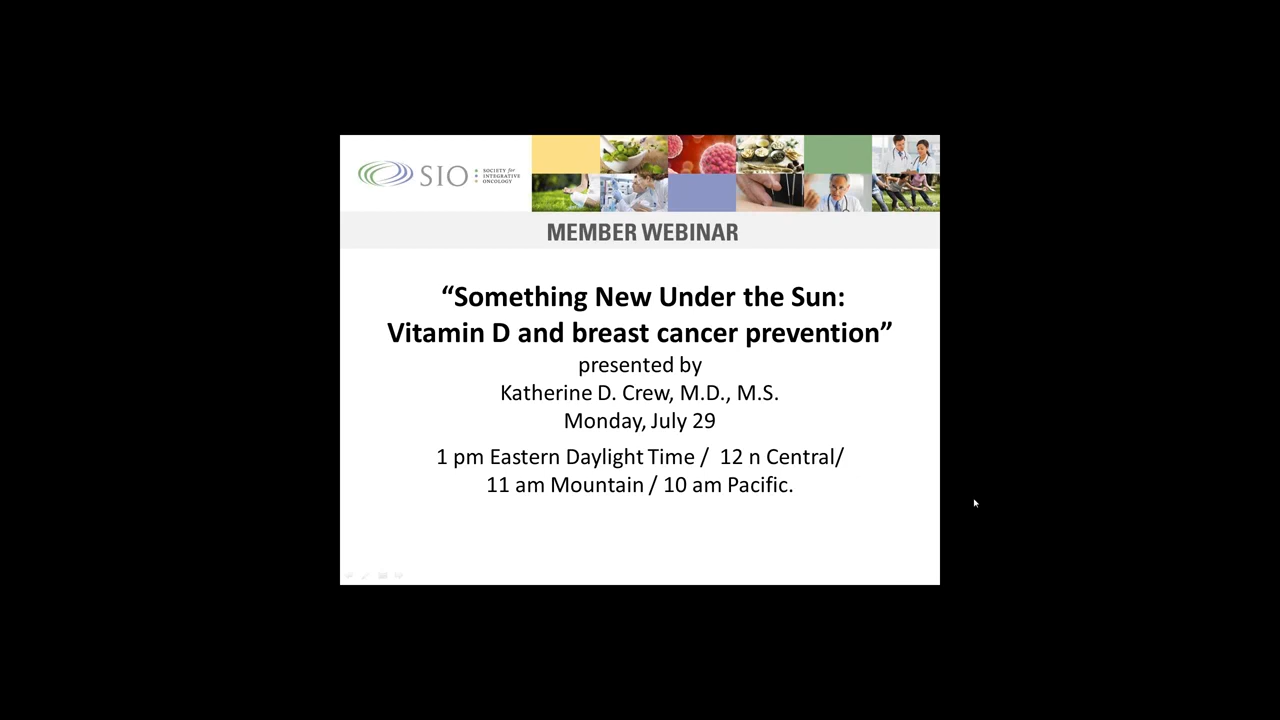 SIO
SOCIETY for
INTEGRATIVE
ONCOLOGY
MEMBER WEBINAR
“Something New Under the Sun:
Vitamin D and breast cancer prevention”
presented by
Katherine D. Crew, M.D., M.S.
Monday, July 29
1 pm Eastern Daylight Time /  12 n Central/
11 am Mountain / 10 am Pacific.